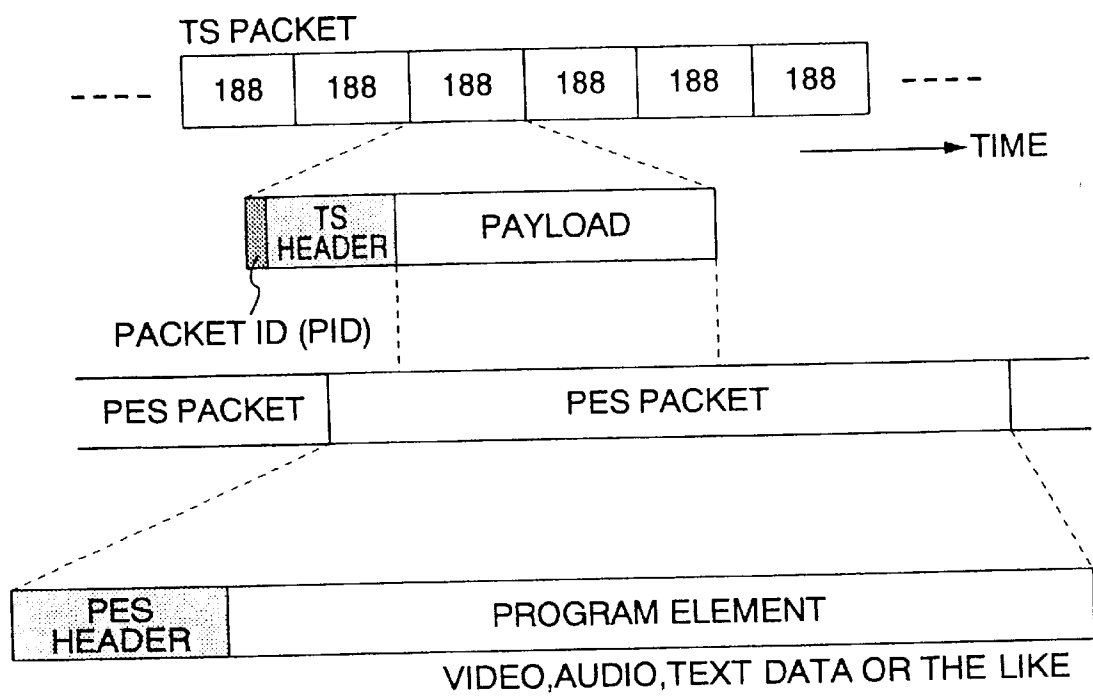 TS PACKET
188 188 188 188 188 188
TIME
TS
HEADER
PAYLOAD
PACKET ID (PID)
PES PACKET
PES PACKET
PES
HEADER
PROGRAM ELEMENT
VIDEO,AUDIO,TEXT DATA OR THE LIKE